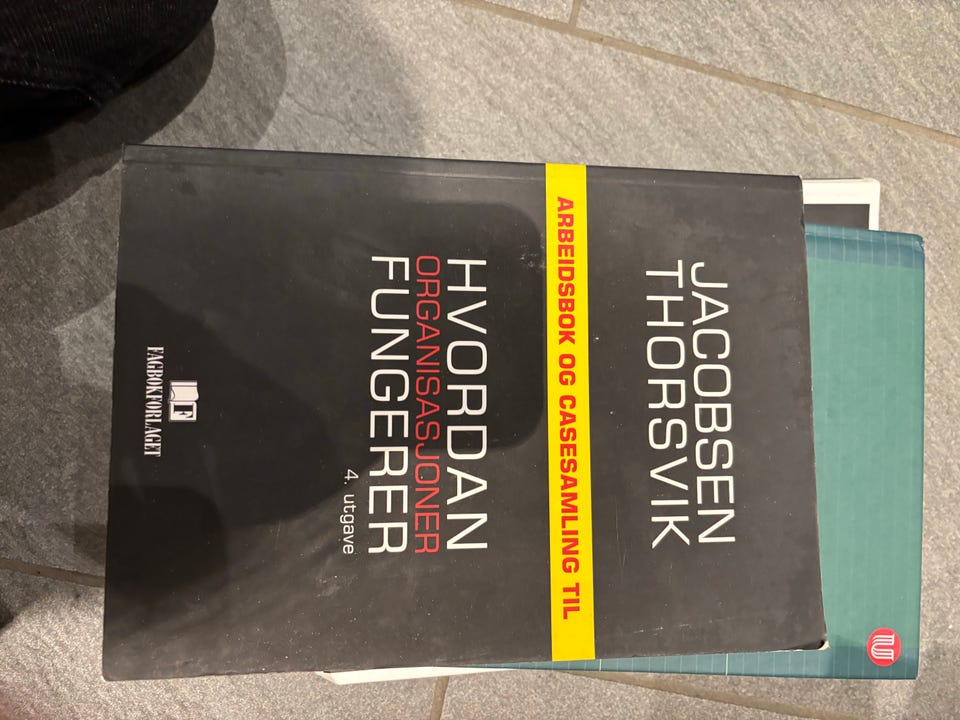 JACOBSEN
THORSVIK
ARBEIDSBOK OG CASESAMLING TIL
HVORDAN
ORGANISASJONER
FUNGERER
4. utgave
F
FAGBOKFORLAGET